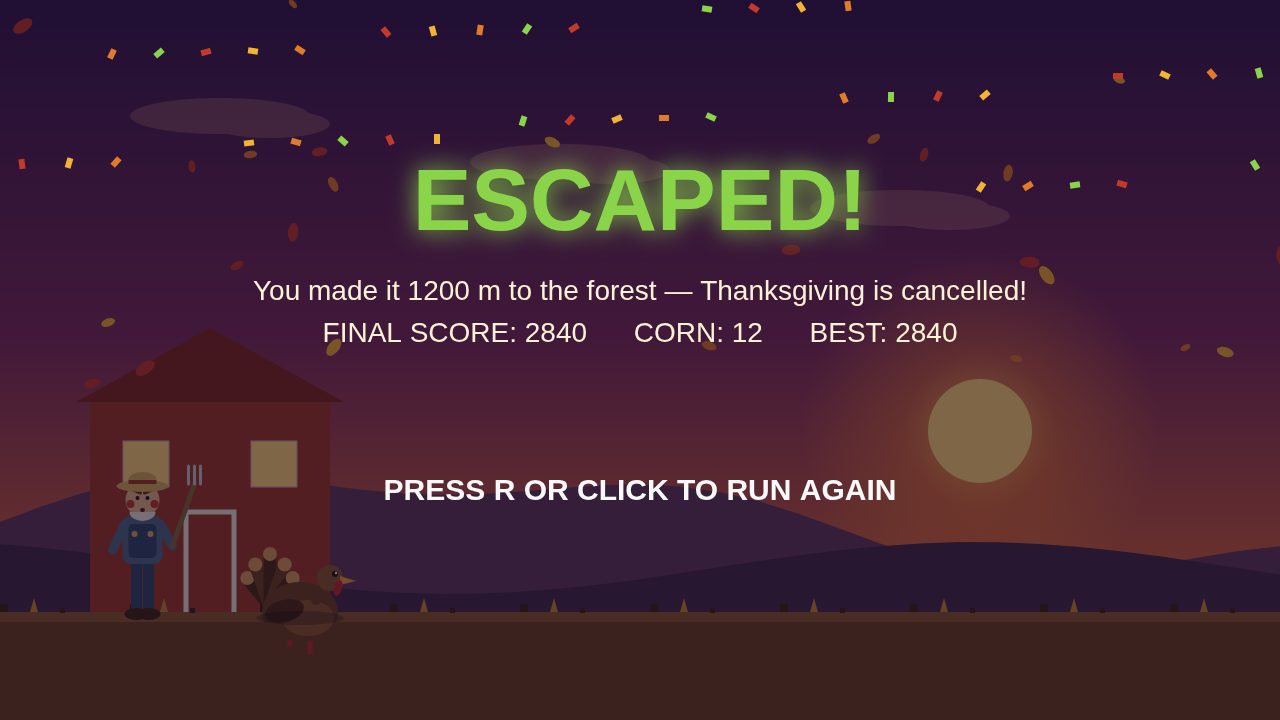 ESCAPED!
You made it 1200 m to the forest — Thanksgiving is cancelled!
FINAL SCORE: 2840 CORN: 12 BEST: 2840
PRESS R OR CLICK TO RUN AGAIN